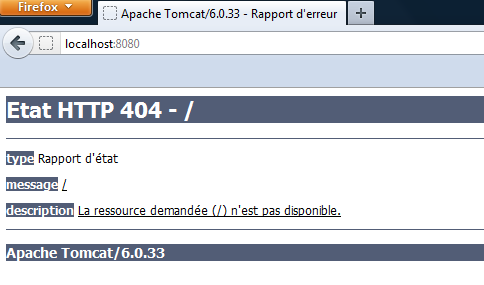 Firefox
Apache Tomcat/6.0.33 - Rapport d'erreur
localhost:8080
Etat HTTP 404 - /
type Rapport d'état
message /
description La ressource demandée (/) n'est pas disponible.
Apache Tomcat/6.0.33